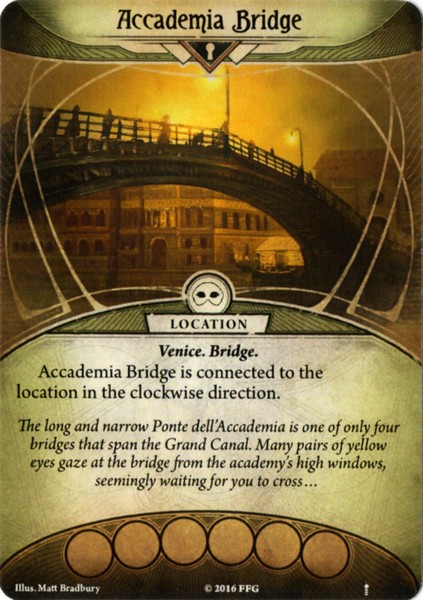 Accademia Bridge
LOCATION
Venice. Bridge.
Accademia Bridge is connected to the
location in the clockwise direction.
The long and narrow Ponte dell'Accademia is one of only four
bridges that span the Grand Canal. Many pairs of yellow
eyes gaze at the bridge from the academy's high windows,
seemingly waiting for you to cross…
Illus. Matt Bradbury
© 2016 FFG